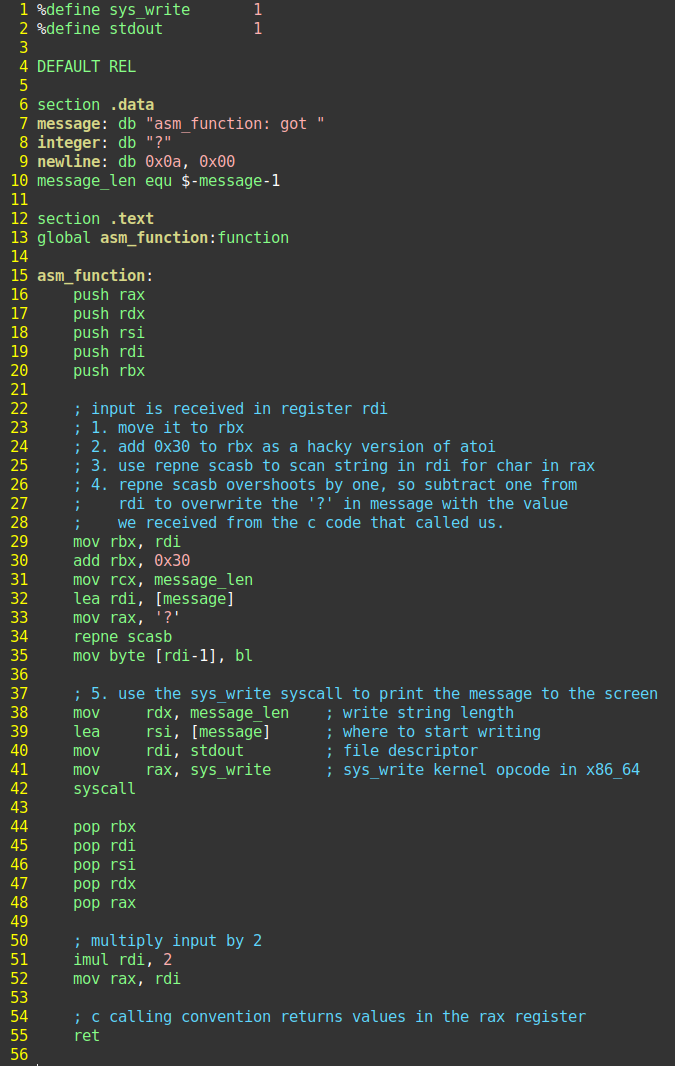 1 %define sys_write       1
2 %define stdout          1
3
4 DEFAULT REL
5
6 section .data
7 message: db "asm_function: got "
8 integer: db "?"
9 newline: db 0x0a, 0x00
10 message_len equ $-message-1
11
12 section .text
13 global asm_function:function
14
15 asm_function:
16     push rax
17     push rdx
18     push rsi
19     push rdi
20     push rbx
21
22     ; input is received in register rdi
23     ; 1. move it to rbx
24     ; 2. add 0x30 to rbx as a hacky version of atoi
25     ; 3. use repne scasb to scan string in rdi for char in rax
26     ; 4. repne scasb overshoots by one, so subtract one from
27     ;    rdi to overwrite the '?' in message with the value
28     ;    we received from the c code that called us.
29     mov rbx, rdi
30     add rbx, 0x30
31     mov rcx, message_len
32     lea rdi, [message]
33     mov rax, '?'
34     repne scasb
35     mov byte [rdi-1], bl
36
37     ; 5. use the sys_write syscall to print the message to the screen
38     mov     rdx, message_len    ; write string length
39     lea     rsi, [message]      ; where to start writing
40     mov     rdi, stdout         ; file descriptor
41     mov     rax, sys_write      ; sys_write kernel opcode in x86_64
42     syscall
43
44     pop rbx
45     pop rdi
46     pop rsi
47     pop rdx
48     pop rax
49
50     ; multiply input by 2
51     imul rdi, 2
52     mov rax, rdi
53
54     ; c calling convention returns values in the rax register
55     ret
56